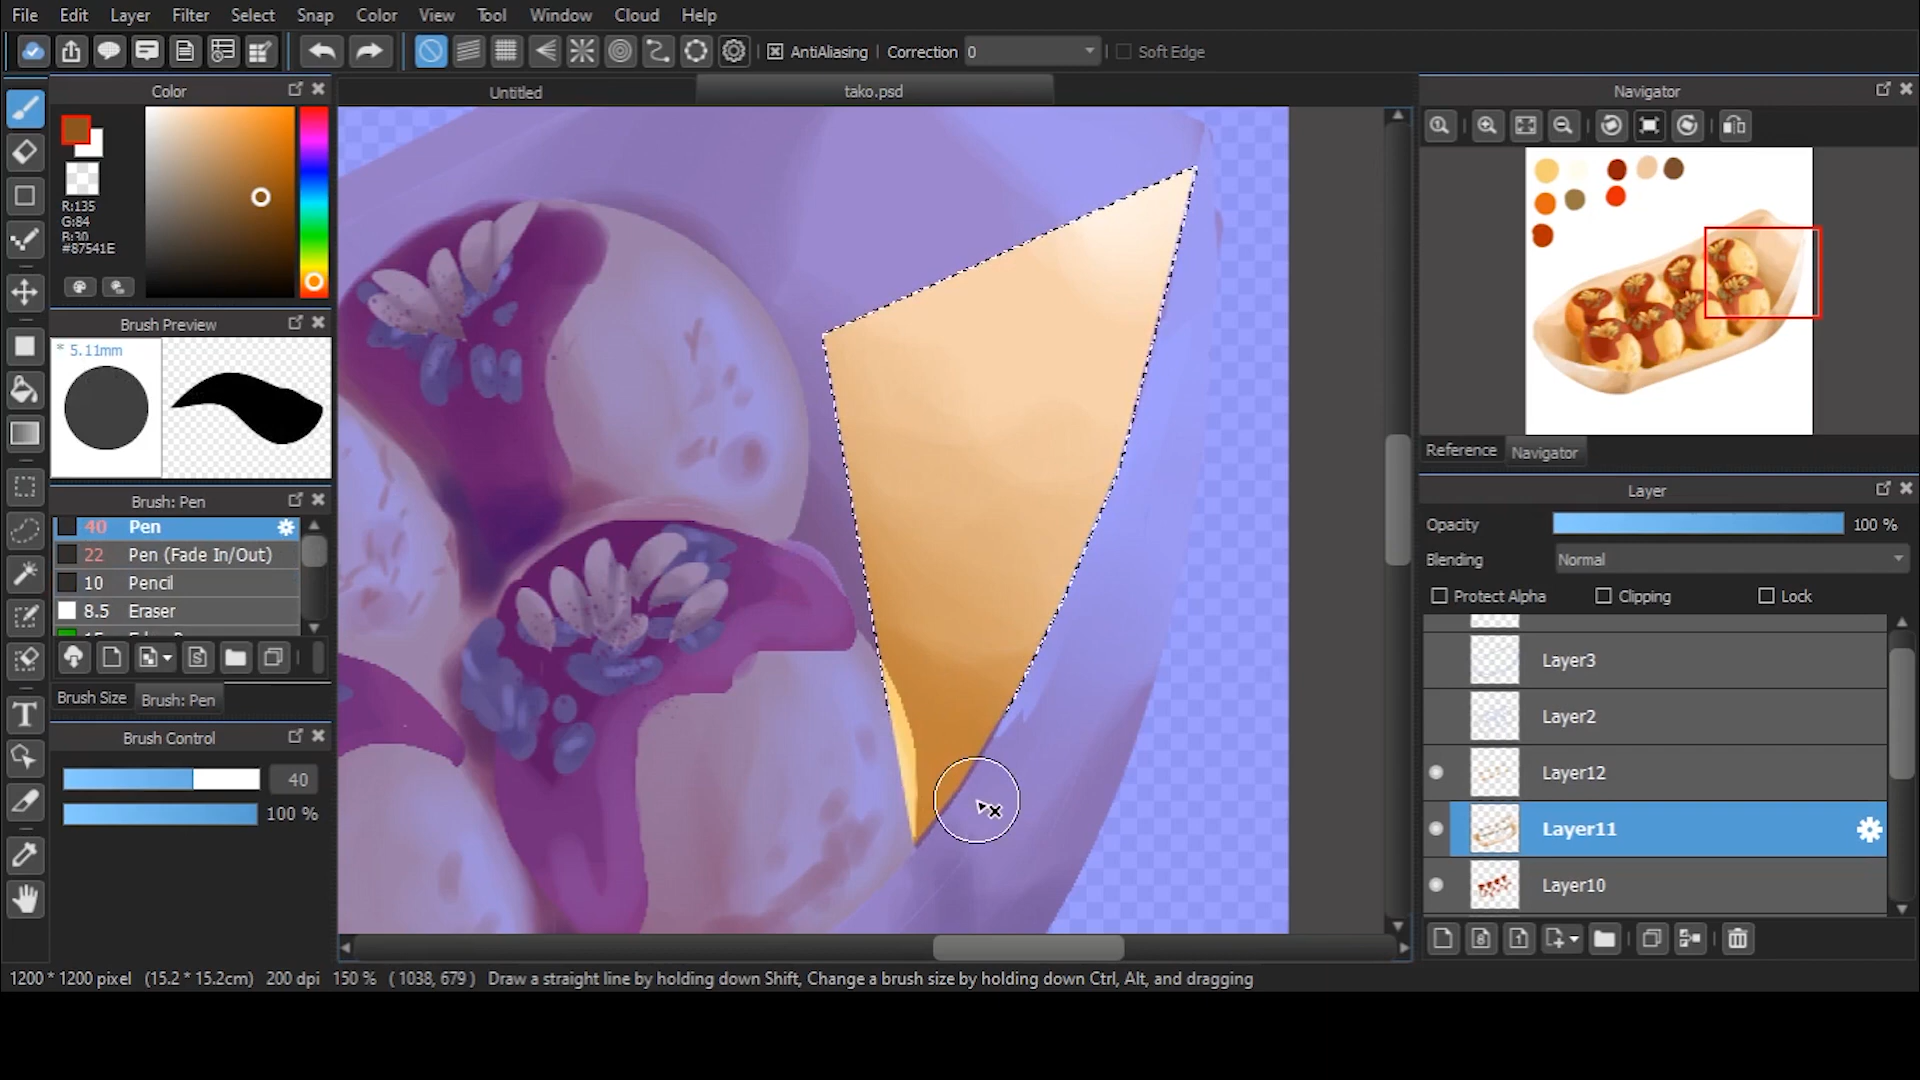 File Edit Layer Filter Select Snap Color View Tool Window Cloud Help
AntiAliasing Correction 0 Soft Edge
Color
R:135
G:84
B:30
#87541E
Brush Preview
* 5.11mm
Brush: Pen
40 Pen
22 Pen (Fade In/Out)
10 Pencil
8.5 Eraser
Brush Size Brush: Pen
Brush Control
40
100 %
Untitled tako.psd
Navigator
Reference Navigator
Layer
Opacity 100 %
Blending Normal
Protect Alpha Clipping Lock
Layer3
Layer2
Layer12
Layer11
Layer10
1200 * 1200 pixel (15.2 * 15.2cm) 200 dpi 150 % ( 1038, 679 ) Draw a straight line by holding down Shift, Change a brush size by holding down Ctrl, Alt, and dragging